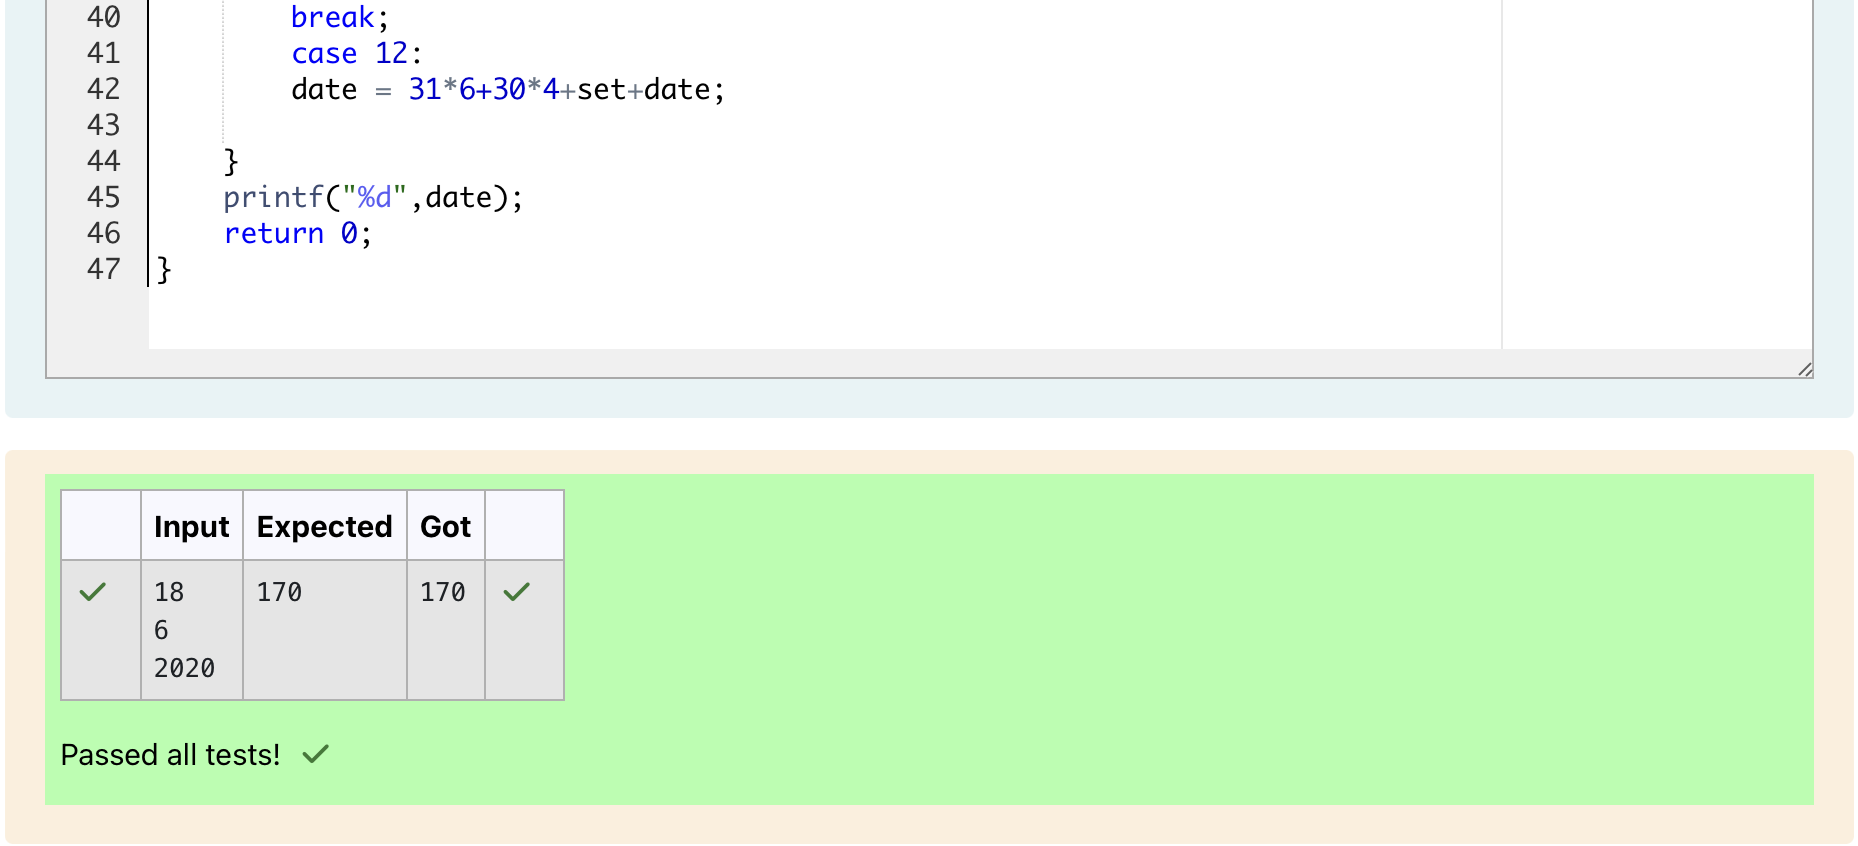 40 break;
41 case 12:
42 date = 31*6+30*4+set+date;
43
44 }
45 printf("%d",date);
46 return 0;
47 }
Input Expected Got
18 170 170
6
2020
Passed all tests!